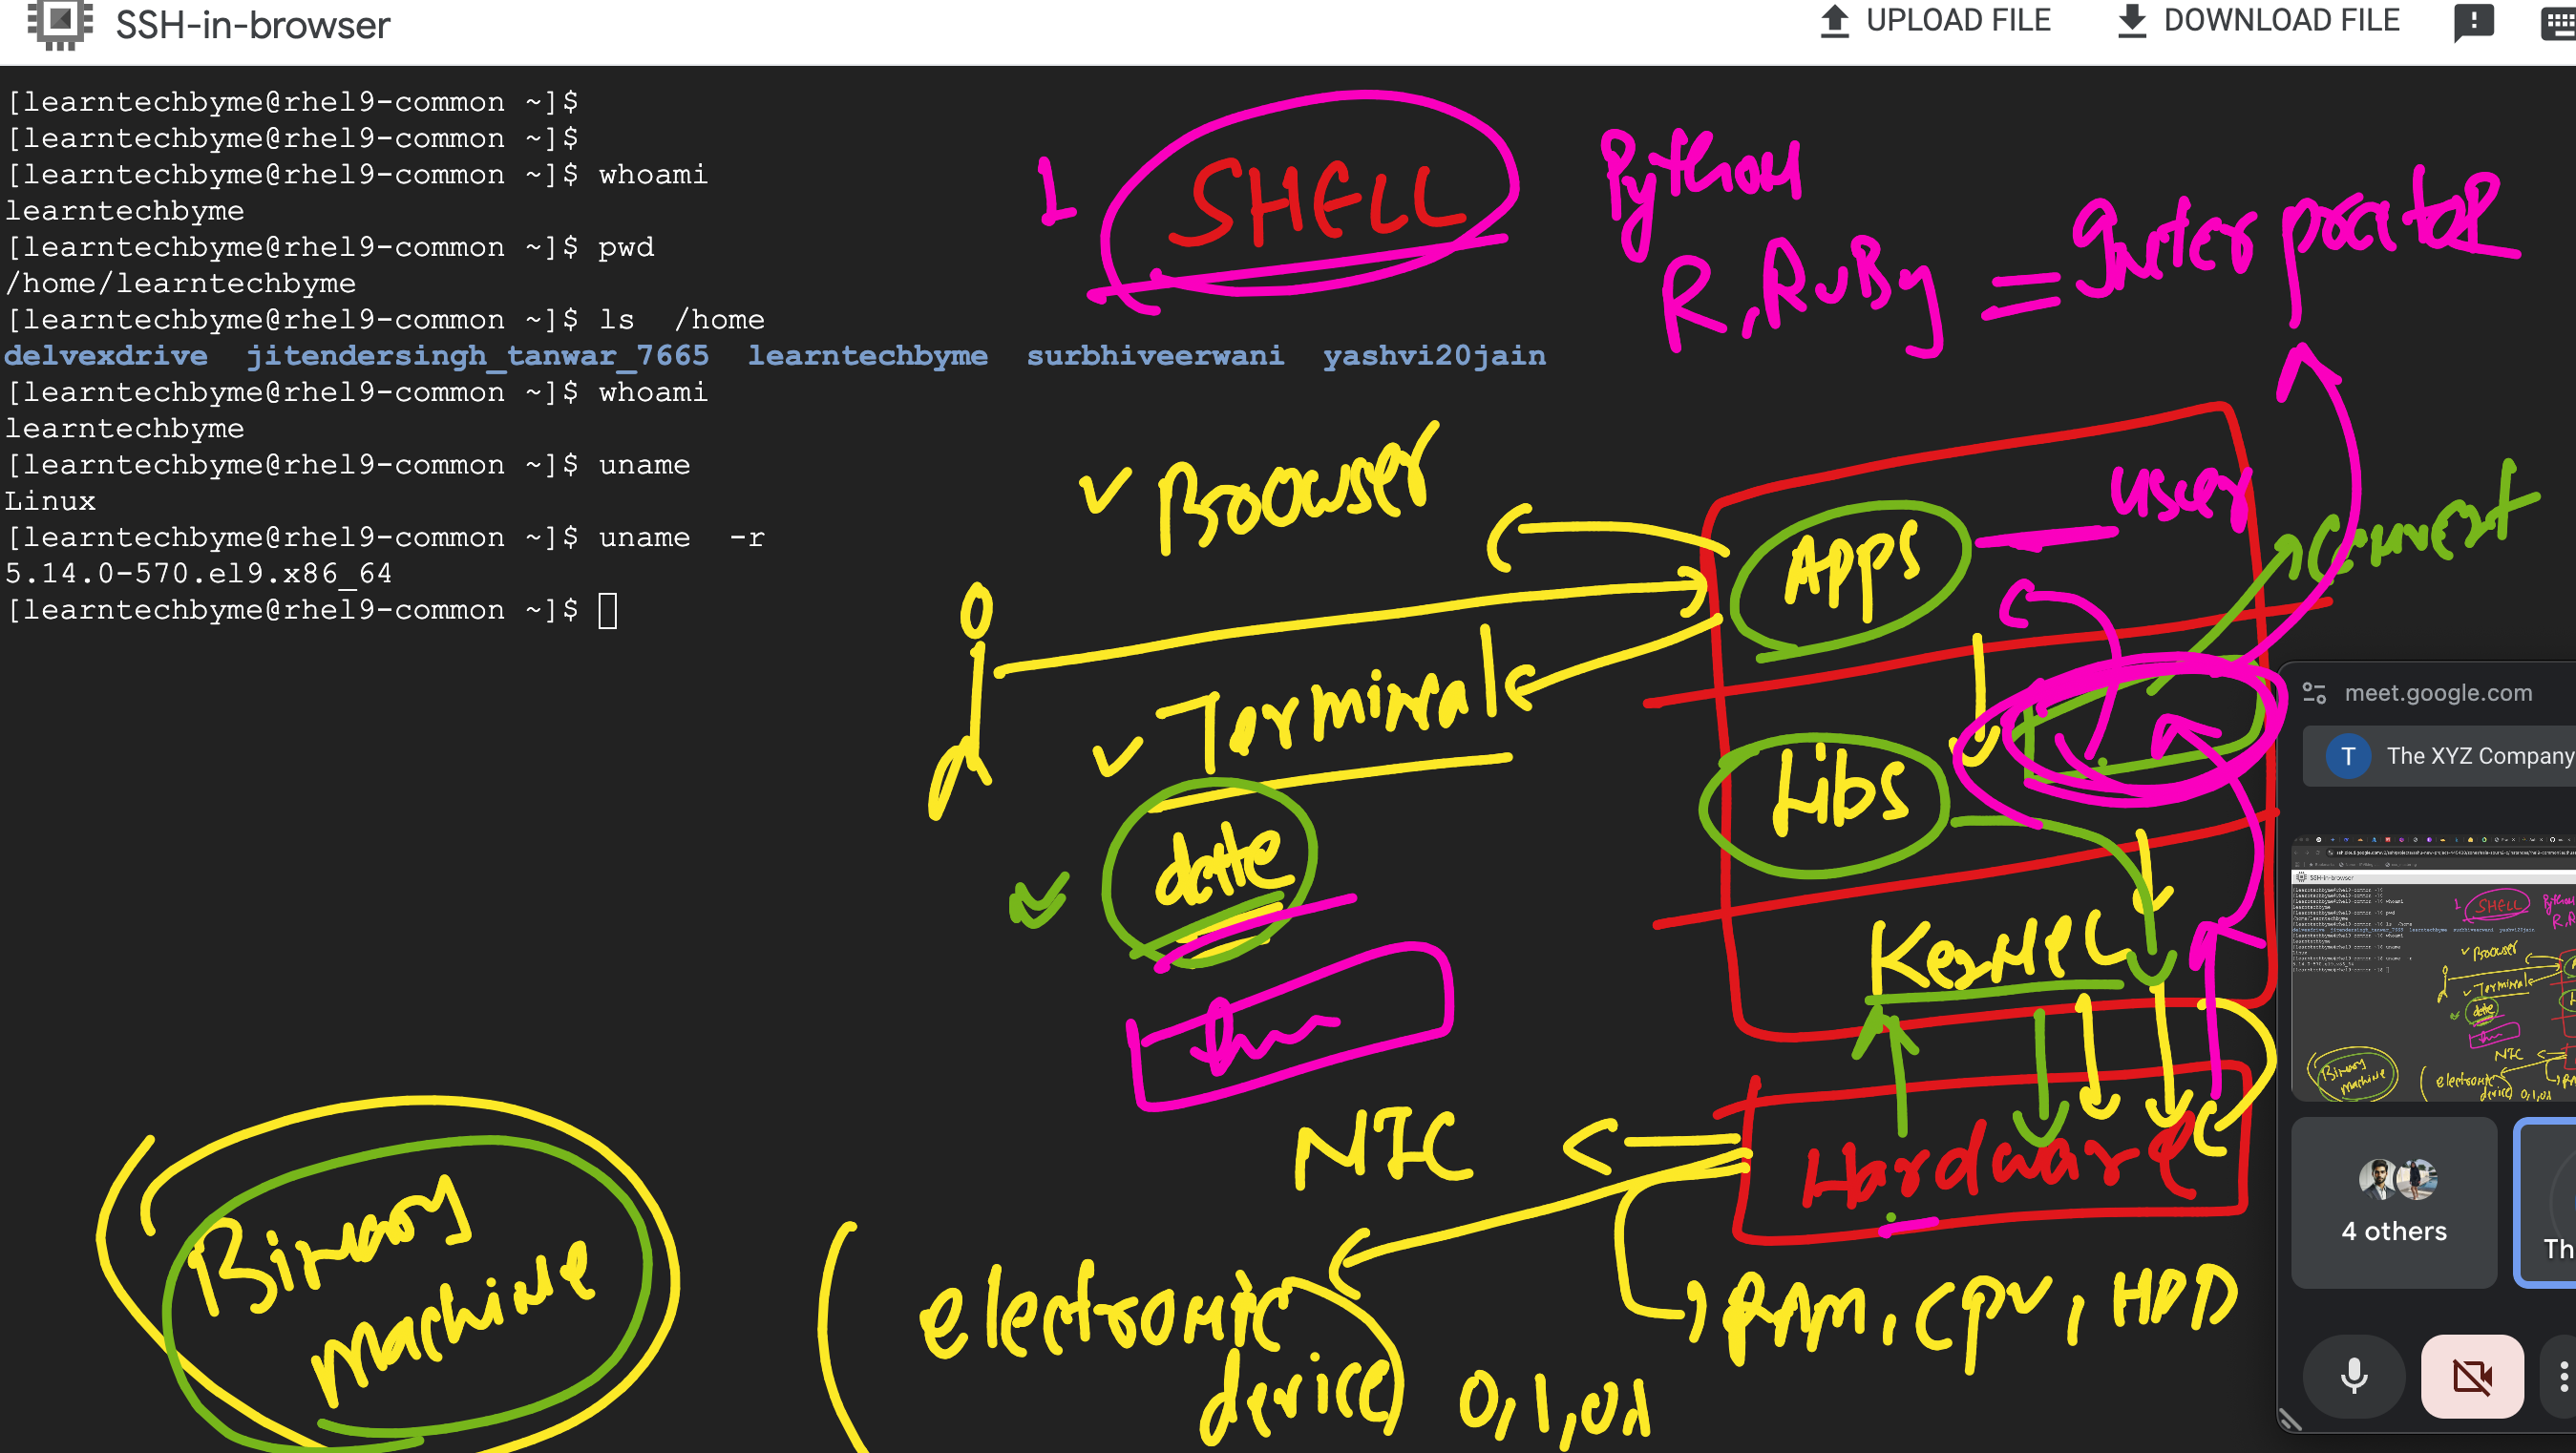 SSH-in-browser
UPLOAD FILE
DOWNLOAD FILE
[learntechbyme@rhel9-common ~]$
[learntechbyme@rhel9-common ~]$
[learntechbyme@rhel9-common ~]$ whoami
learntechbyme
[learntechbyme@rhel9-common ~]$ pwd
/home/learntechbyme
[learntechbyme@rhel9-common ~]$ ls  /home
delvexdrive  jitendersingh_tanwar_7665  learntechbyme  surbhiveerwani  yashvi20jain
[learntechbyme@rhel9-common ~]$ whoami
learntechbyme
[learntechbyme@rhel9-common ~]$ uname
Linux
[learntechbyme@rhel9-common ~]$ uname  -r
5.14.0-570.el9.x86_64
[learntechbyme@rhel9-common ~]$
1 SHELL
Python
R, RuBy = Interprator
Browser
Apps
user
Convert
Terminal
Libs
date
Kernel
NIC
Hardware
RAM, CPU, HDD
electronic
device 0,1,01
Binary
machine
meet.google.com
T
The XYZ Company
4 others
Th